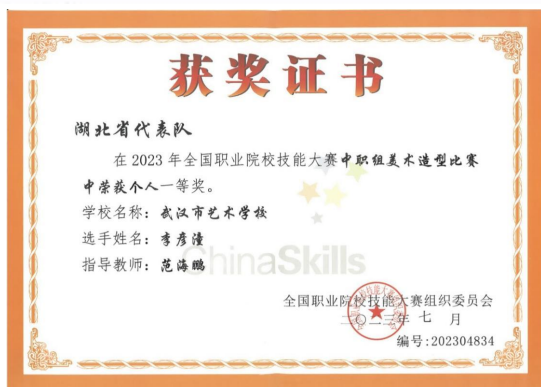 获奖证书
湖北省代表队
在 2023 年全国职业院校技能大赛中职组美术造型比赛
中荣获个人一等奖。
学校名称：武汉市艺术学校
选手姓名：李彦潼
指导教师：范海鹏
ChinaSkills
全国职业院校技能大赛组织委员会
二〇二三年 七 月
编号:202304834